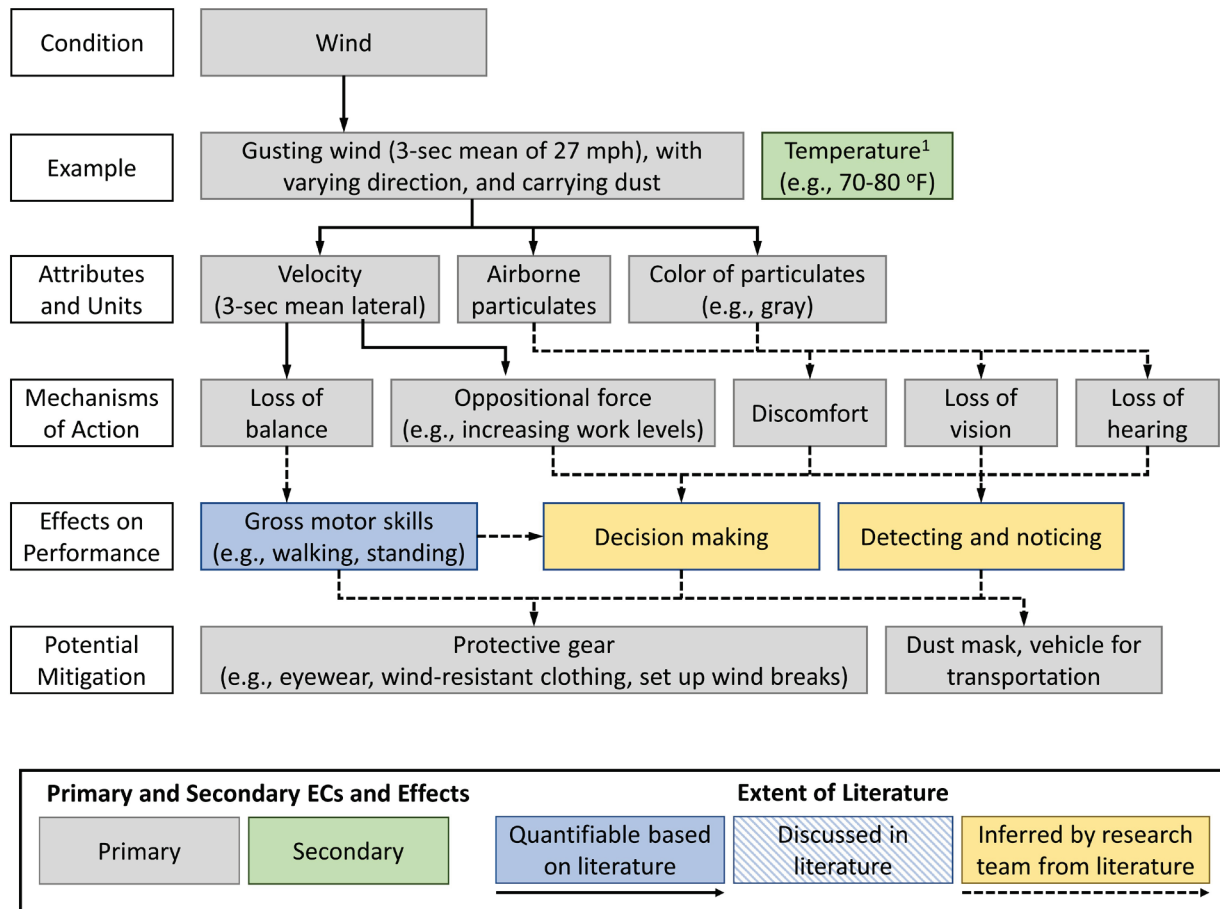 Condition
Wind
Example
Gusting wind (3-sec mean of 27 mph), with
varying direction, and carrying dust
Temperature¹
(e.g., 70-80 ºF)
Attributes
and Units
Velocity
(3-sec mean lateral)
Airborne
particulates
Color of particulates
(e.g., gray)
Mechanisms
of Action
Loss of
balance
Oppositional force
(e.g., increasing work levels)
Discomfort
Loss of
vision
Loss of
hearing
Effects on
Performance
Gross motor skills
(e.g., walking, standing)
Decision making
Detecting and noticing
Potential
Mitigation
Protective gear
(e.g., eyewear, wind-resistant clothing, set up wind breaks)
Dust mask, vehicle for
transportation
Primary and Secondary ECs and Effects
Primary
Secondary
Extent of Literature
Quantifiable based
on literature
Discussed in
literature
Inferred by research
team from literature